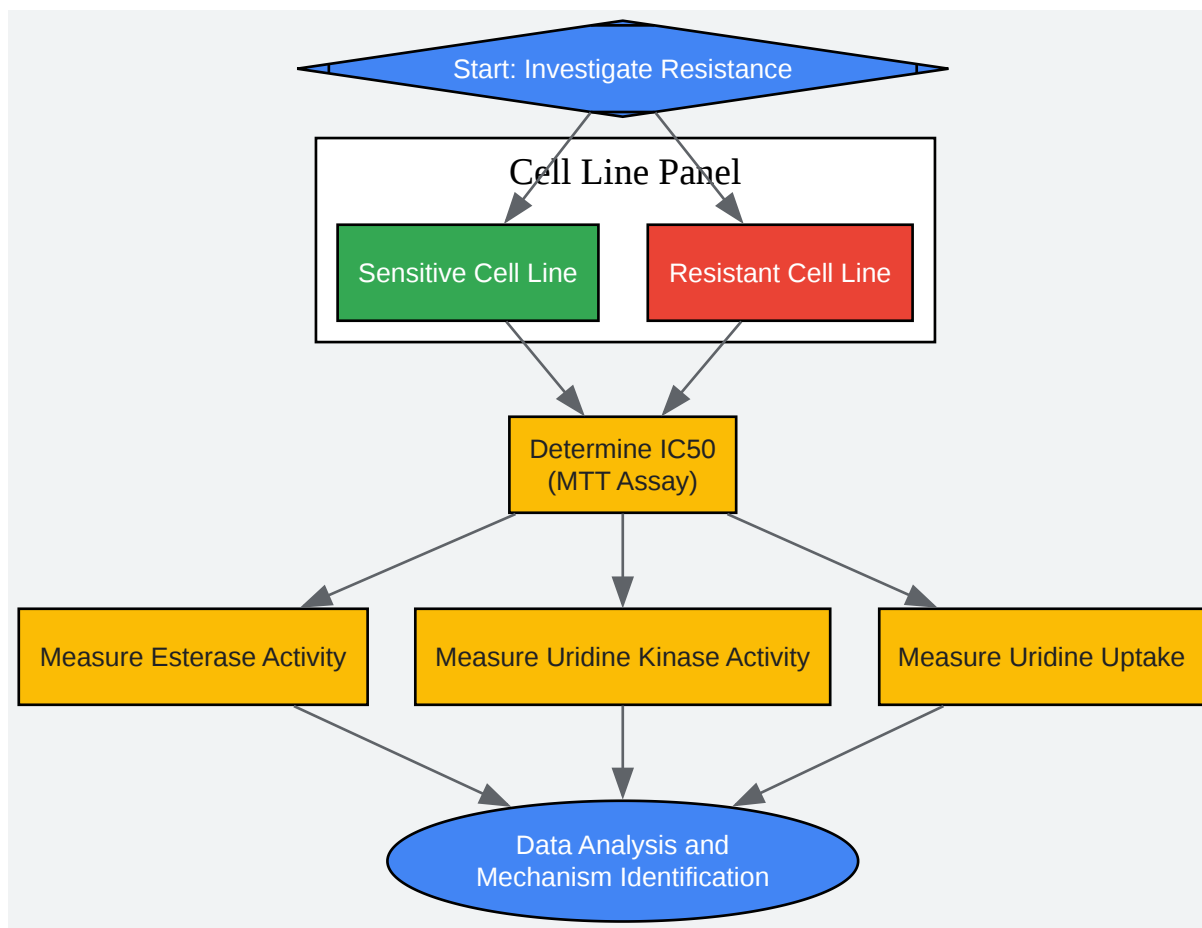 Start: Investigate Resistance
Cell Line Panel
Sensitive Cell Line
Resistant Cell Line
Determine IC50
(MTT Assay)
Measure Esterase Activity
Measure Uridine Kinase Activity
Measure Uridine Uptake
Data Analysis and
Mechanism Identification